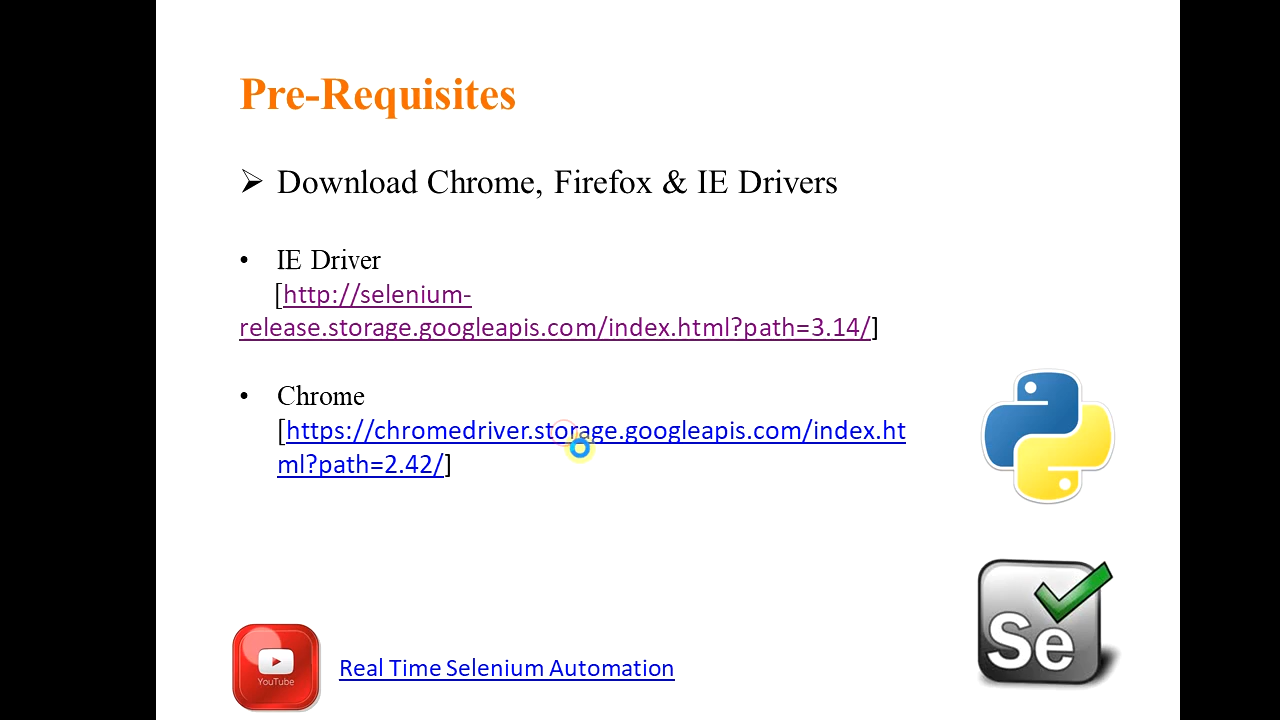 Pre-Requisites
➢ Download Chrome, Firefox & IE Drivers
• IE Driver
[http://selenium-
release.storage.googleapis.com/index.html?path=3.14/]
• Chrome
[https://chromedriver.storage.googleapis.com/index.ht
ml?path=2.42/]
Se
YouTube
Real Time Selenium Automation